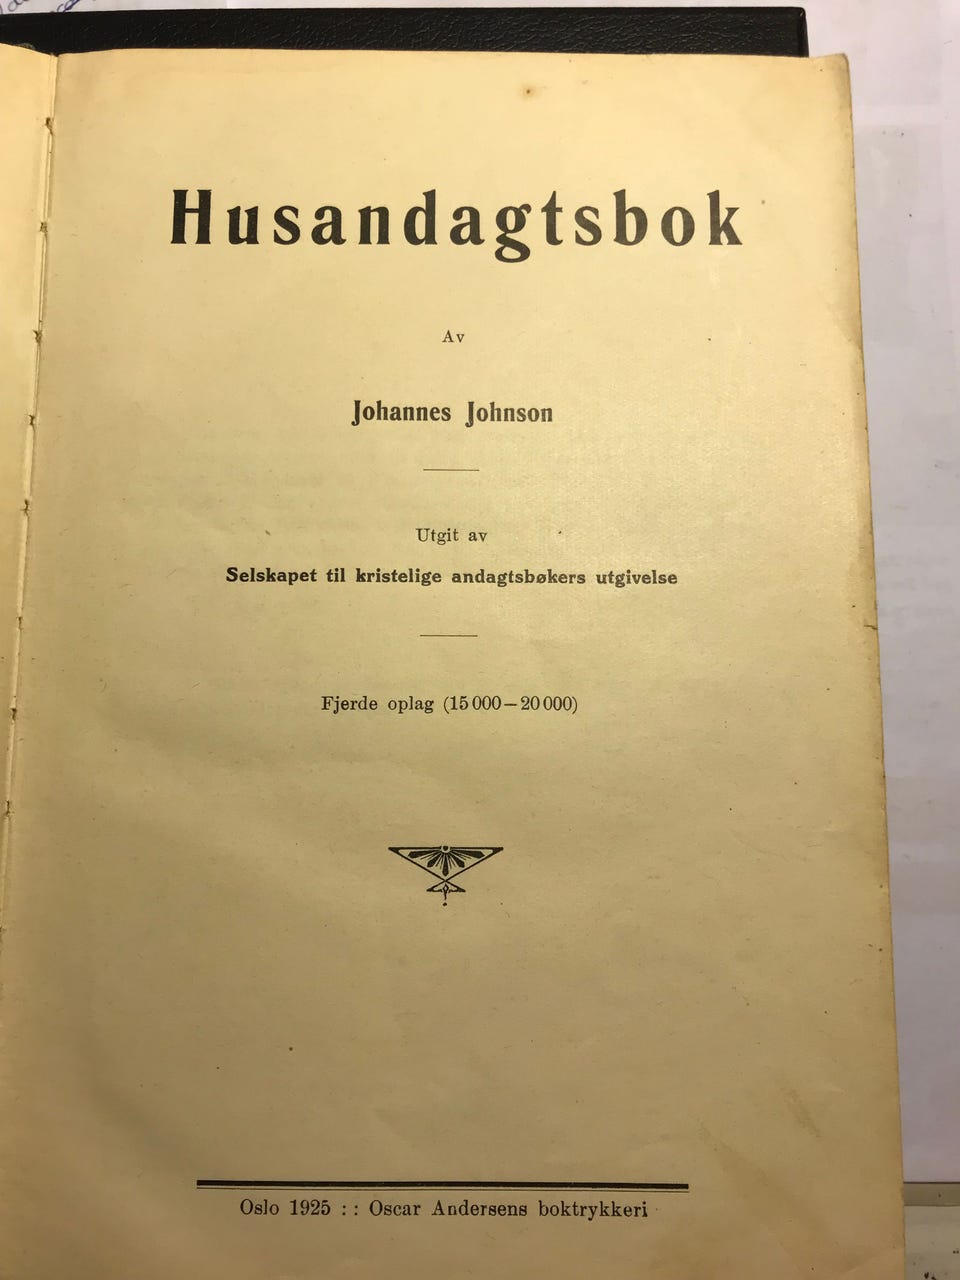 Husandagtsbok
Av
Johannes Johnson
Utgit av
Selskapet til kristelige andagtsbøkers utgivelse
Fjerde oplag (15 000—20 000)
Oslo 1925 : : Oscar Andersens boktrykkeri